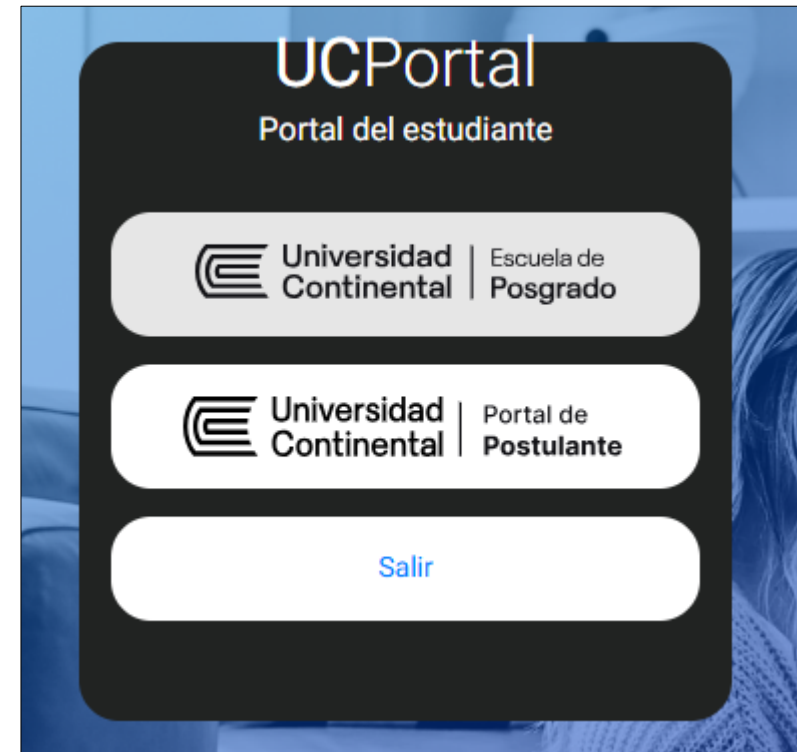 UCPortal
Portal del estudiante
Universidad
Continental
Escuela de
Posgrado
Universidad
Continental
Portal de
Postulante
Salir